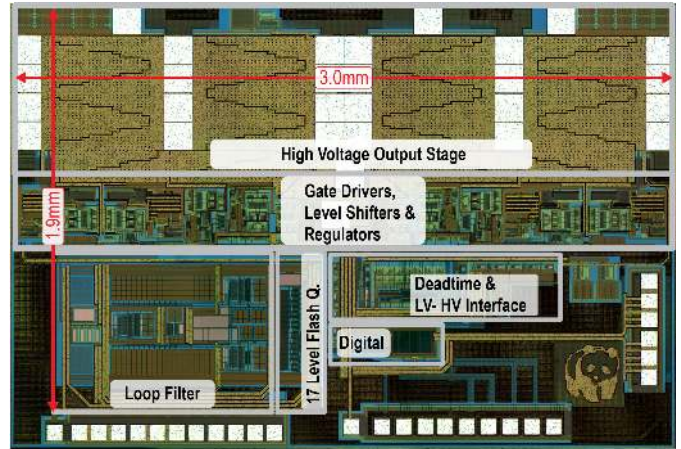 3.0mm
High Voltage Output Stage
Gate Drivers,
Level Shifters &
Regulators
1.9mm
Deadtime &
LV- HV Interface
17 Level Flash Q.
Digital
Loop Filter